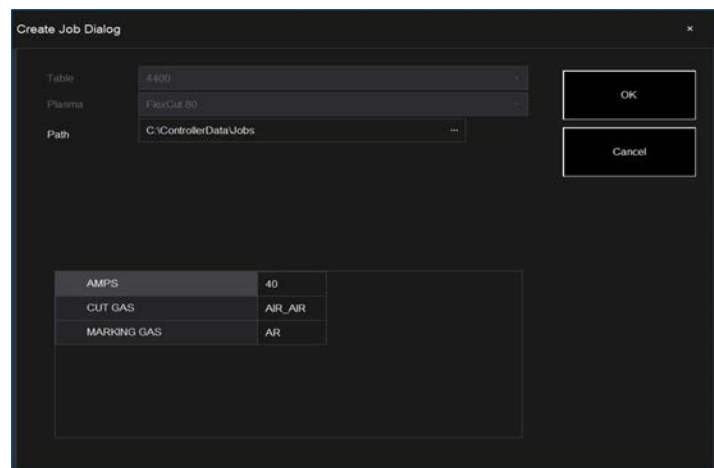 Create Job Dialog ×
Table 4400
OK
Plasma FlexCut 80
Path C:\ControllerData\Jobs ...
Cancel
AMPS 40
CUT GAS AIR_AIR
MARKING GAS AR